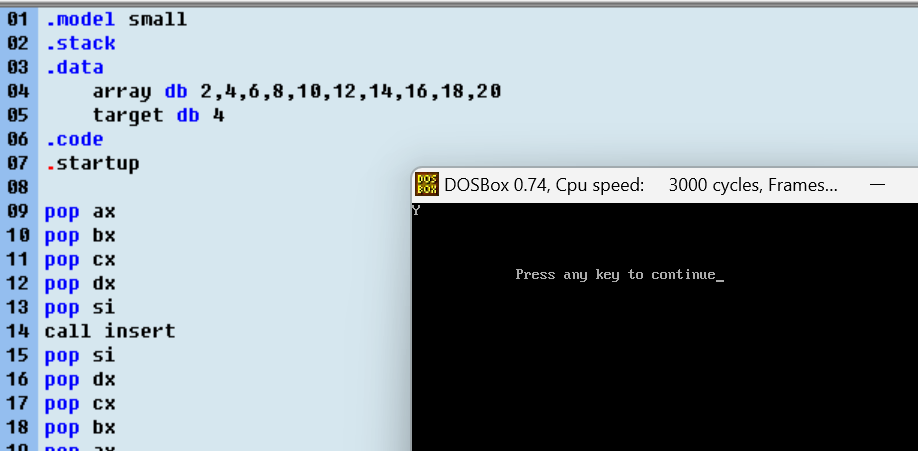 01 .model small
02 .stack
03 .data
04 array db 2,4,6,8,10,12,14,16,18,20
05 target db 4
06 .code
07 .startup
08
09 pop ax
10 pop bx
11 pop cx
12 pop dx
13 pop si
14 call insert
15 pop si
16 pop dx
17 pop cx
18 pop bx
19 pop ax
DOSBox 0.74, Cpu speed: 3000 cycles, Frames...
Y
Press any key to continue_